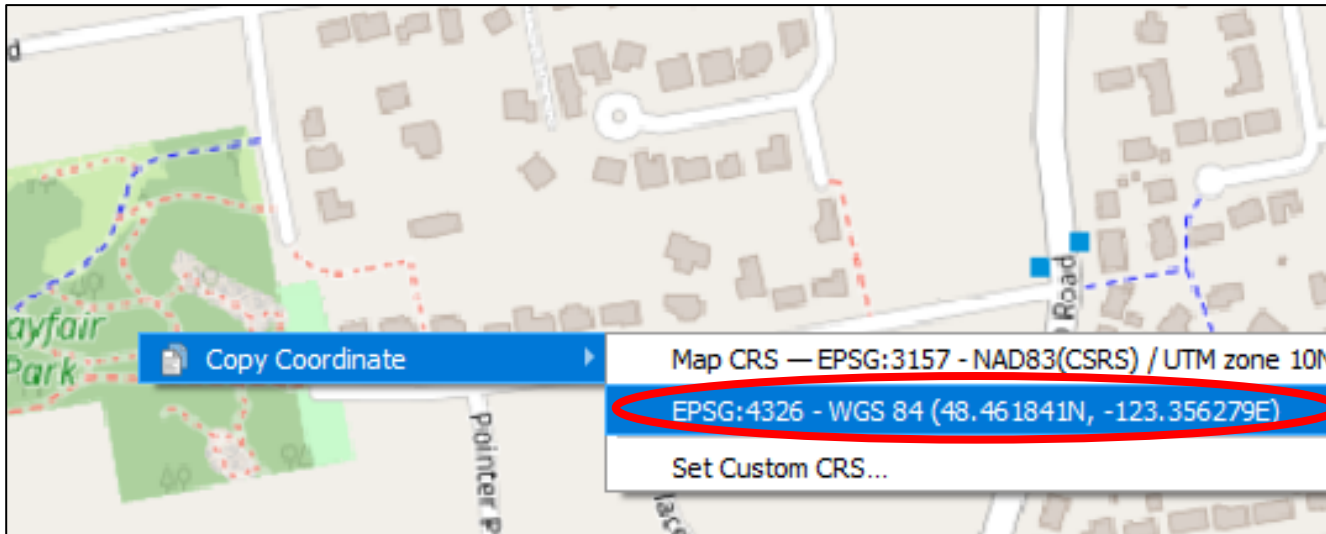 d
ayfair
Park
Copy Coordinate
Map CRS — EPSG:3157 - NAD83(CSRS) / UTM zone 10N
EPSG:4326 - WGS 84 (48.461841N, -123.356279E)
Set Custom CRS...
Road
Pointer P
lace